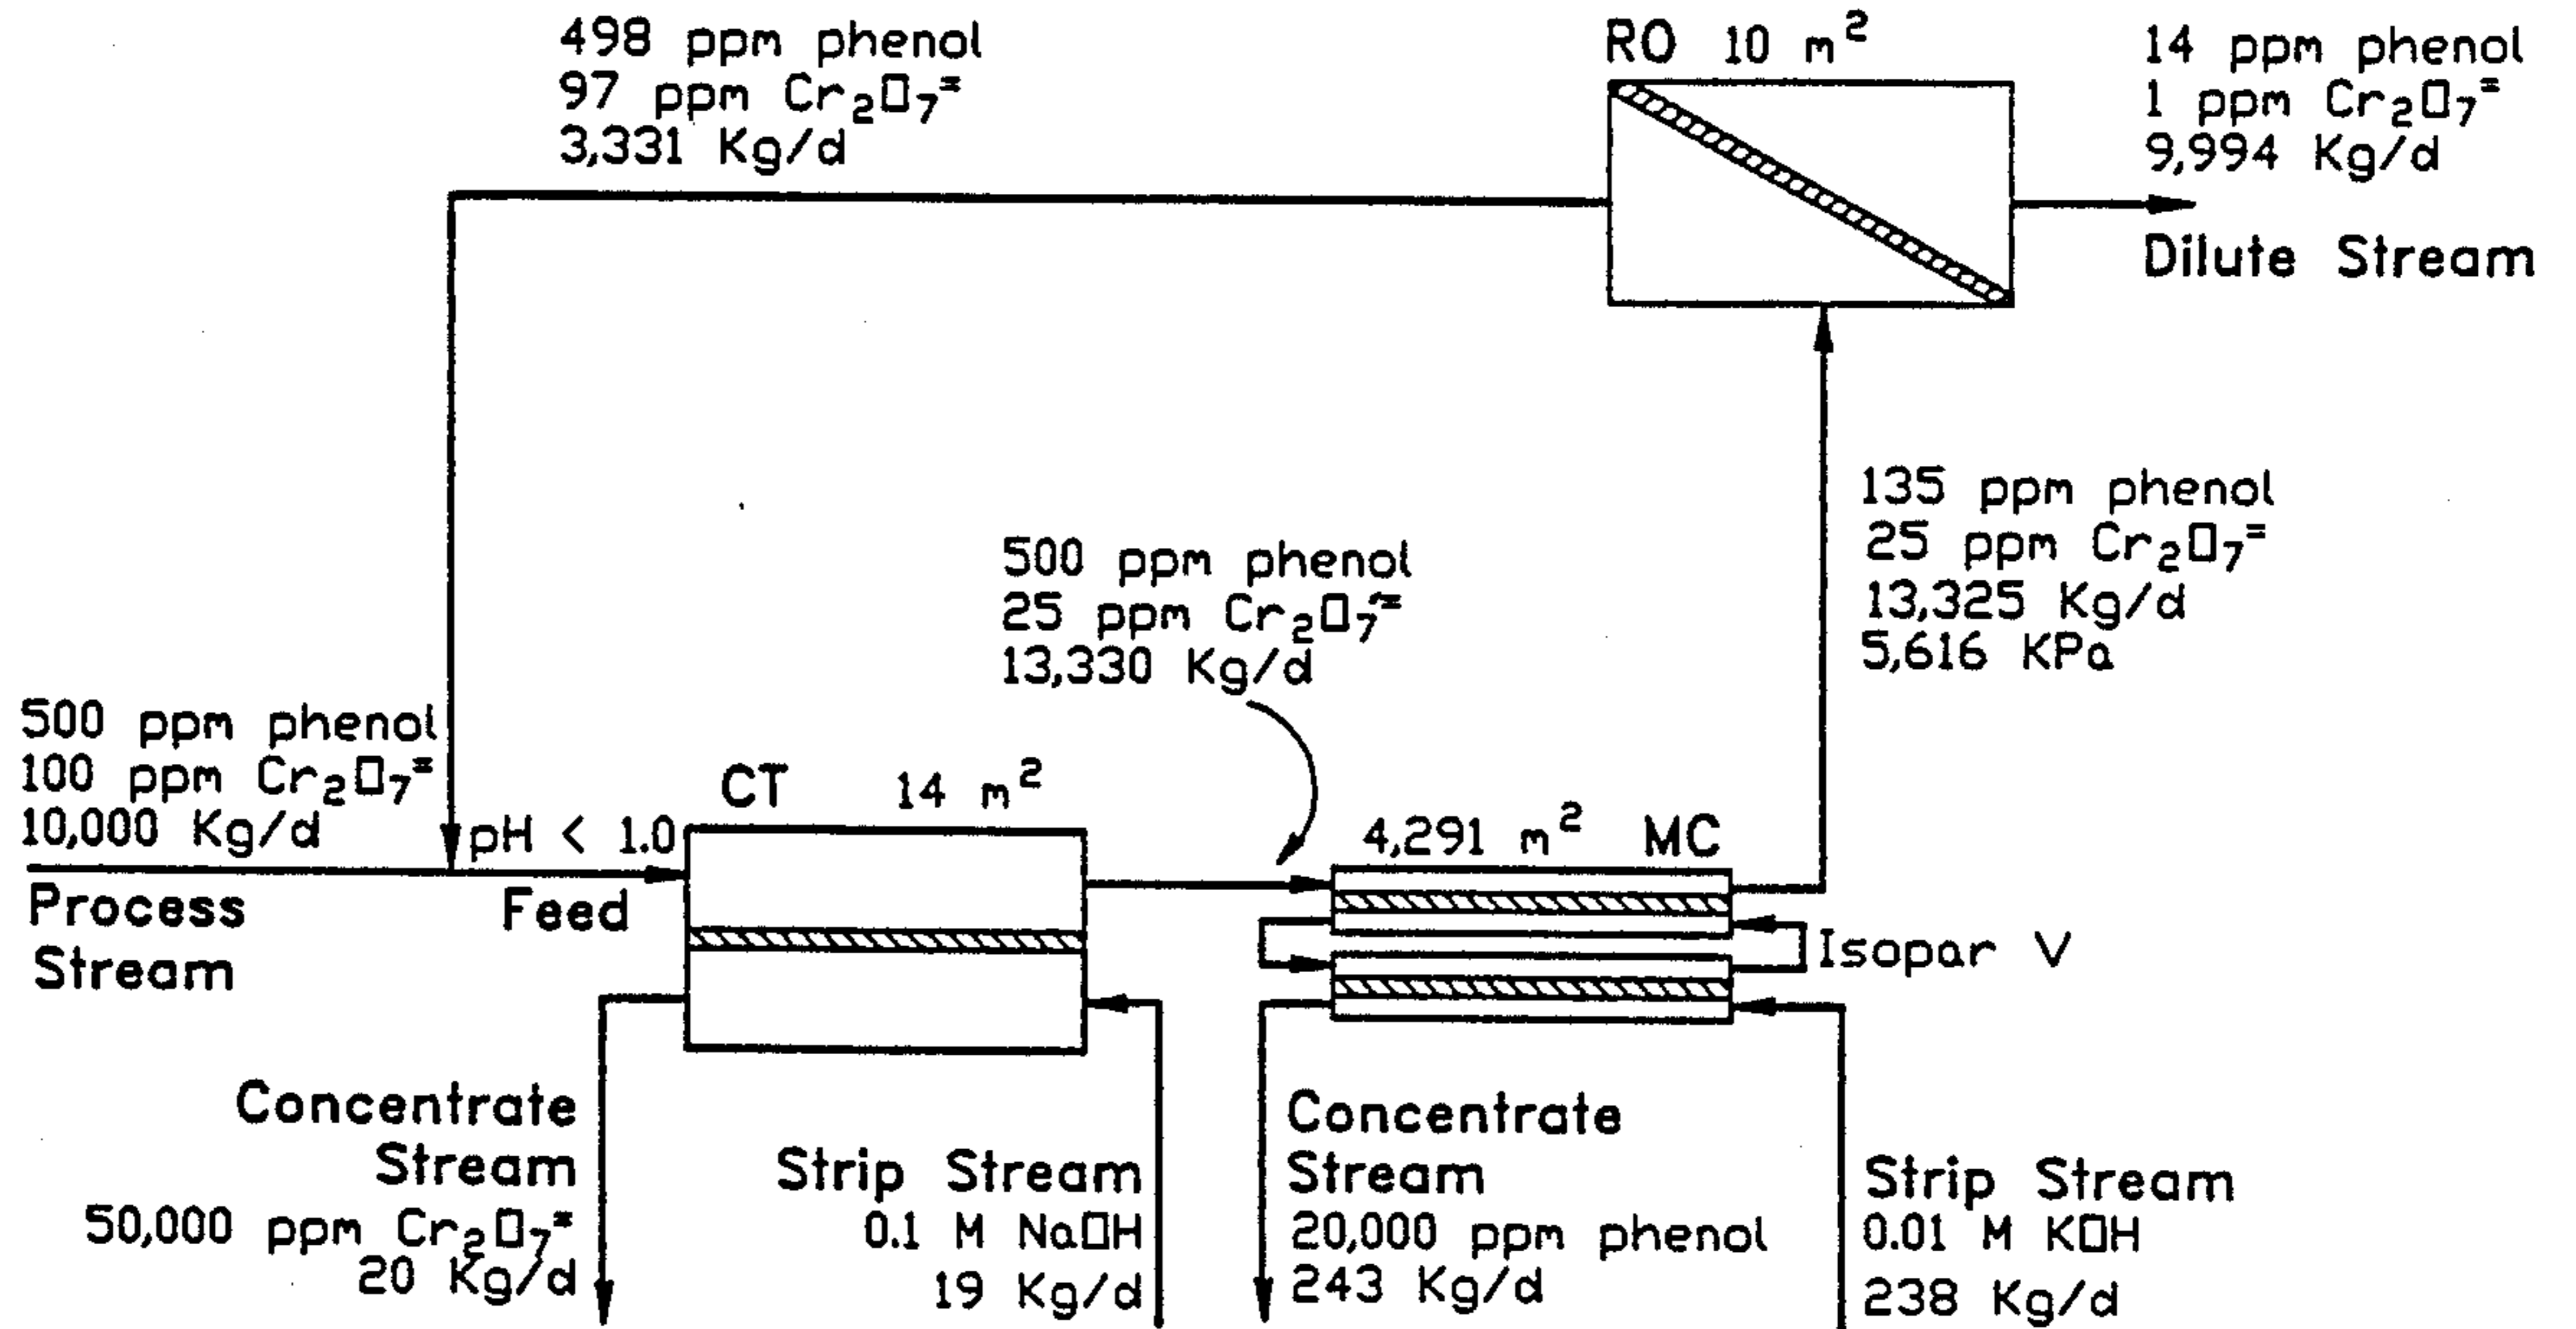 498 ppm phenol
97 ppm Cr₂O₇⁼
3,331 Kg/d
RO 10 m²
14 ppm phenol
1 ppm Cr₂O₇⁼
9,994 Kg/d
Dilute Stream
135 ppm phenol
25 ppm Cr₂O₇⁼
13,325 Kg/d
5,616 KPa
500 ppm phenol
25 ppm Cr₂O₇⁼
13,330 Kg/d
500 ppm phenol
100 ppm Cr₂O₇⁼
10,000 Kg/d
pH < 1.0
Process
Stream
Feed
CT 14 m²
4,291 m² MC
Isopar V
Concentrate
Stream
50,000 ppm Cr₂O₇⁼
20 Kg/d
Strip Stream
0.1 M NaOH
19 Kg/d
Concentrate
Stream
20,000 ppm phenol
243 Kg/d
Strip Stream
0.01 M KOH
238 Kg/d